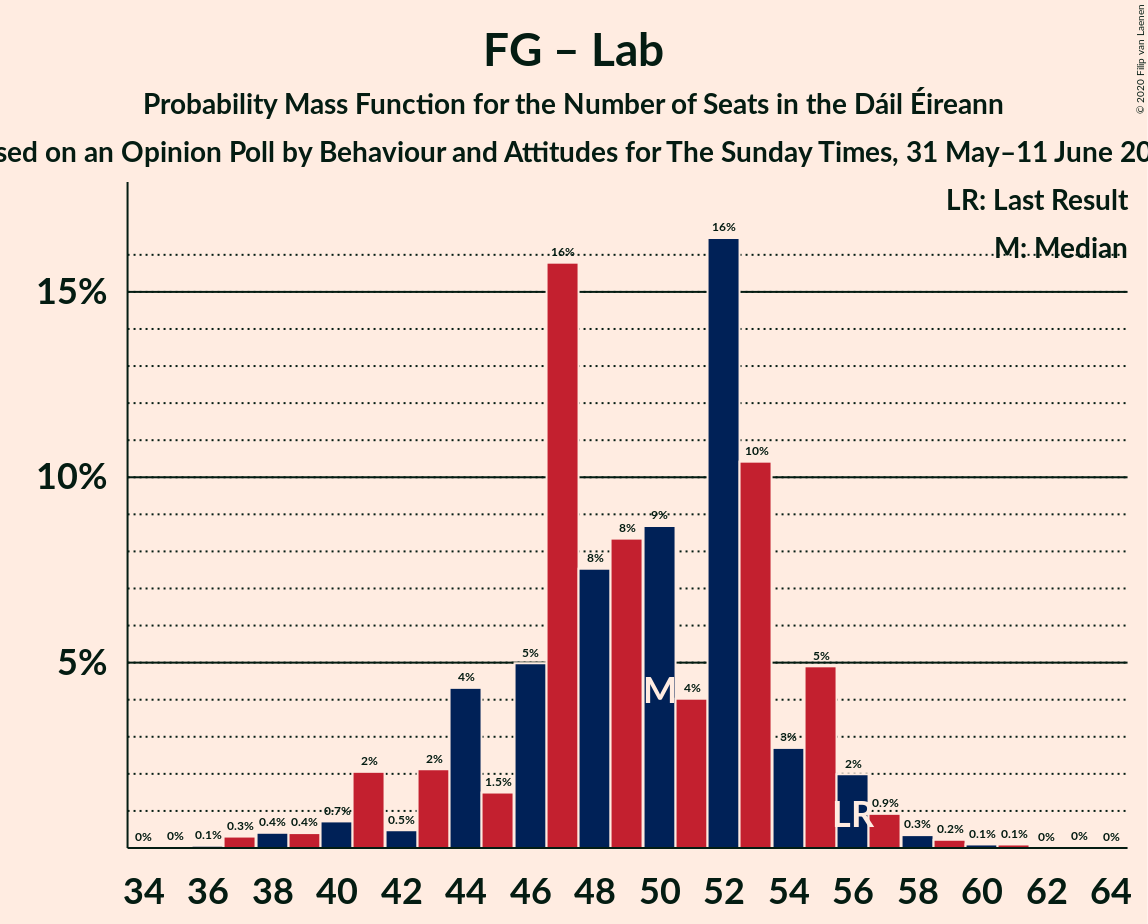 FG – Lab
Probability Mass Function for the Number of Seats in the Dáil Éireann
on an Opinion Poll by Behaviour and Attitudes for The Sunday Times, 31 May–11 June
© 2020 Filip van Laenen
LR: Last Result
M: Median
15%
10%
5%
0% 0% 0.1% 0.3% 0.4% 0.4% 0.7% 2% 0.5% 2% 4% 1.5% 5% 16% 8% 8% 9% 4% 16% 10% 3% 5% 2% 0.9% 0.3% 0.2% 0.1% 0.1% 0% 0% 0%
M
LR
34 36 38 40 42 44 46 48 50 52 54 56 58 60 62 64